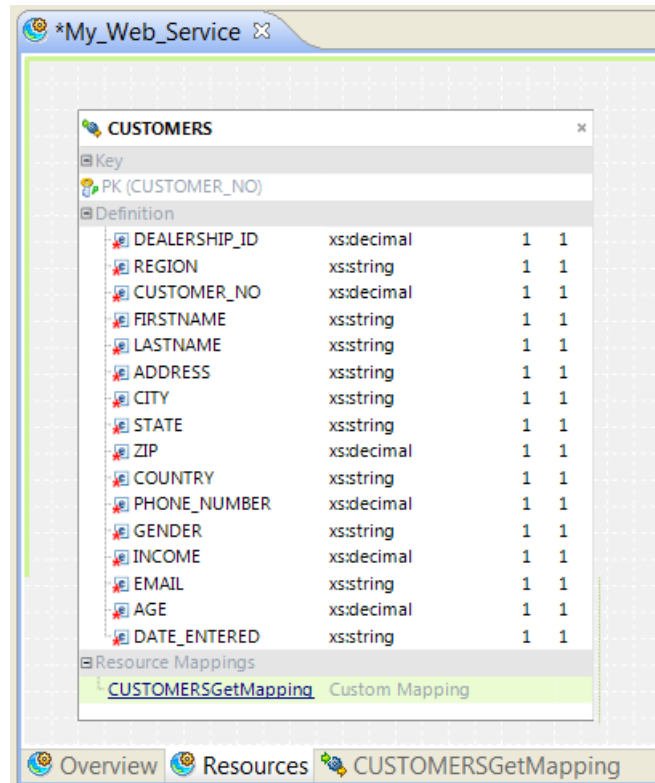 *My_Web_Service
CUSTOMERS
Key
PK (CUSTOMER_NO)
Definition
DEALERSHIP_ID xs:decimal 1 1
REGION xs:string 1 1
CUSTOMER_NO xs:decimal 1 1
FIRSTNAME xs:string 1 1
LASTNAME xs:string 1 1
ADDRESS xs:string 1 1
CITY xs:string 1 1
STATE xs:string 1 1
ZIP xs:decimal 1 1
COUNTRY xs:string 1 1
PHONE_NUMBER xs:decimal 1 1
GENDER xs:string 1 1
INCOME xs:decimal 1 1
EMAIL xs:string 1 1
AGE xs:decimal 1 1
DATE_ENTERED xs:string 1 1
Resource Mappings
CUSTOMERSGetMapping Custom Mapping
Overview Resources CUSTOMERSGetMapping